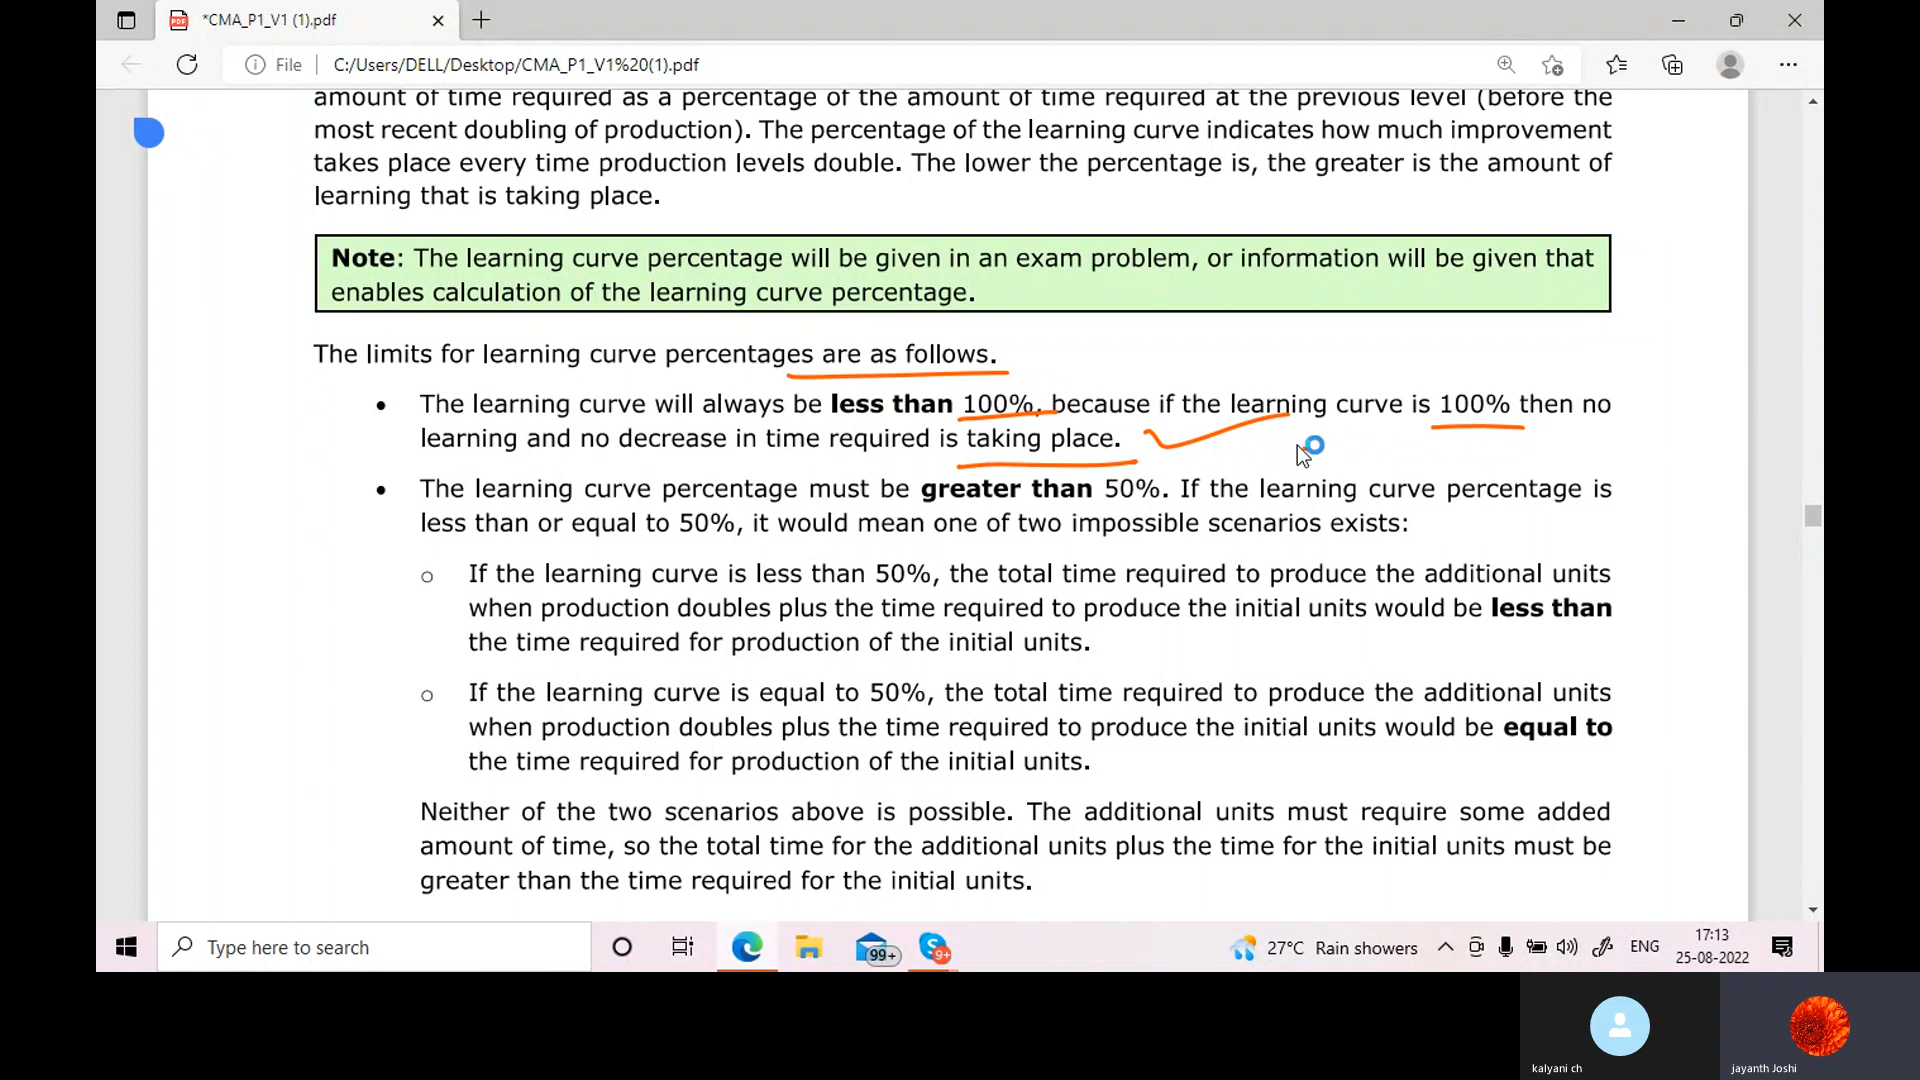 *CMA_P1_V1 (1).pdf
File
C:/Users/DELL/Desktop/CMA_P1_V1%20(1).pdf
amount of time required as a percentage of the amount of time required at the previous level (before the
most recent doubling of production). The percentage of the learning curve indicates how much improvement
takes place every time production levels double. The lower the percentage is, the greater is the amount of
learning that is taking place.
Note: The learning curve percentage will be given in an exam problem, or information will be given that
enables calculation of the learning curve percentage.
The limits for learning curve percentages are as follows.
• The learning curve will always be less than 100%, because if the learning curve is 100% then no
learning and no decrease in time required is taking place.
• The learning curve percentage must be greater than 50%. If the learning curve percentage is
less than or equal to 50%, it would mean one of two impossible scenarios exists:
o If the learning curve is less than 50%, the total time required to produce the additional units
when production doubles plus the time required to produce the initial units would be less than
the time required for production of the initial units.
o If the learning curve is equal to 50%, the total time required to produce the additional units
when production doubles plus the time required to produce the initial units would be equal to
the time required for production of the initial units.
Neither of the two scenarios above is possible. The additional units must require some added
amount of time, so the total time for the additional units plus the time for the initial units must be
greater than the time required for the initial units.
Type here to search
99+
9+
27°C Rain showers
ENG
17:13
25-08-2022
kalyani ch
jayanth Joshi